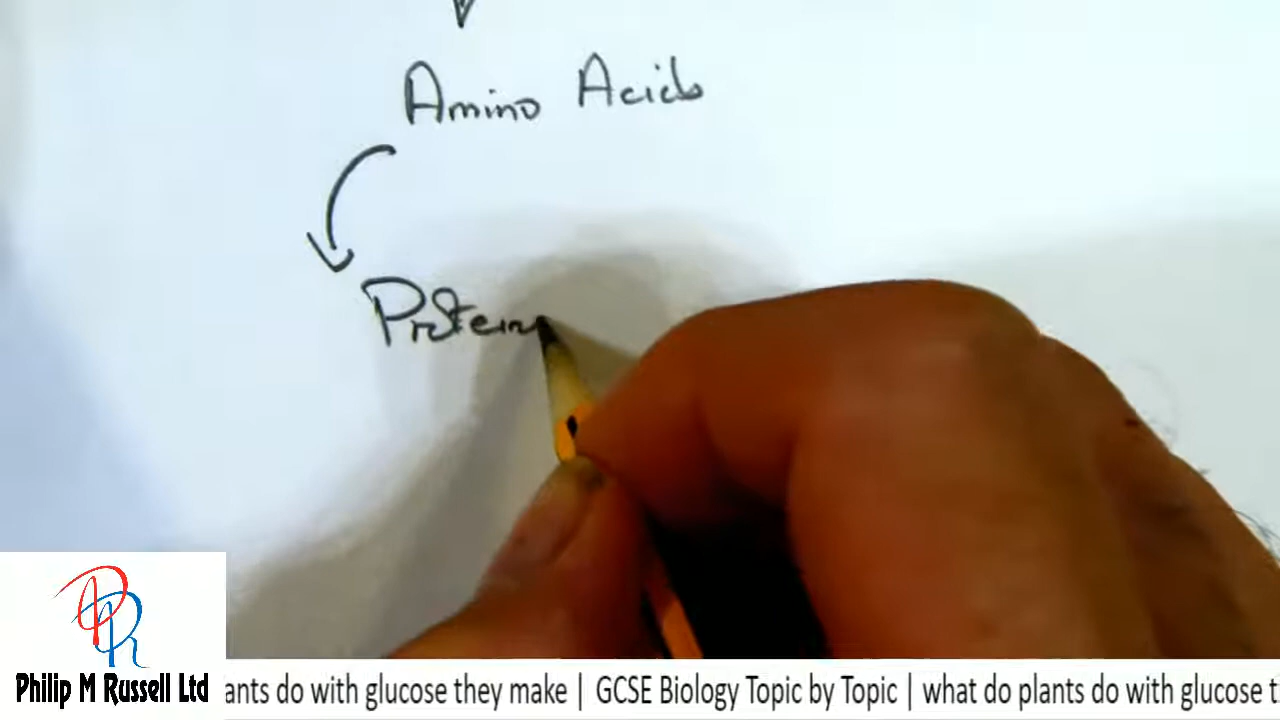 Amino Acids
Protein
Philip M Russell Ltd
ants do with glucose they make | GCSE Biology Topic by Topic | what do plants do with glucose t